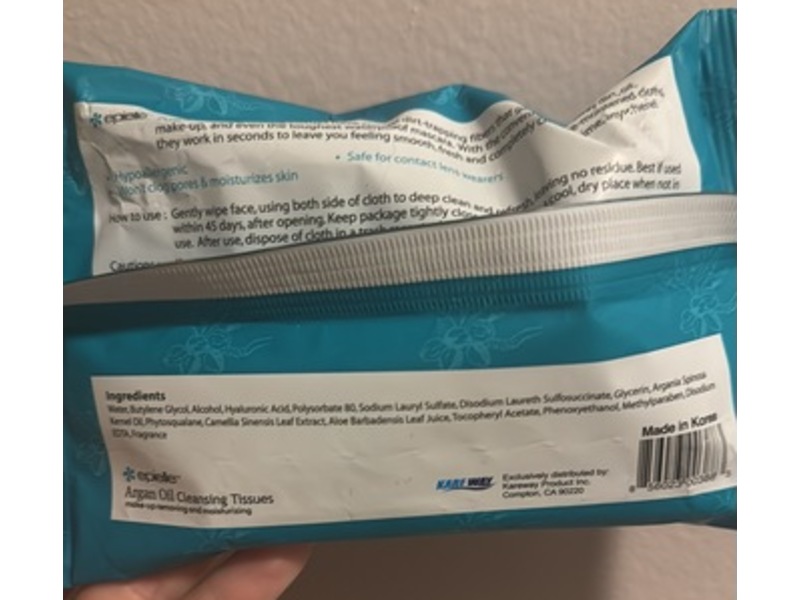 epielle
dirt-trapping fibers that
make-up, and even the toughest waterproof mascara. With the
they work in seconds to leave you feeling smooth, fresh and completely
• Hypoallergenic
• Safe for contact lens wearers
• Won't clog pores & moisturizes skin
How to use : Gently wipe face, using both side of cloth to deep clean and refresh, leaving no residue. Best if used
within 45 days, after opening. Keep package tightly cool, dry place when not in
use. After use, dispose of cloth in a trash
Ingredients
Water, Butylene Glycol, Alcohol, Hyaluronic Acid, Polysorbate 80, Sodium Lauryl Sulfate, Disodium Laureth Sulfosuccinate, Glycerin, Argania Spinosa
Kernel Oil, Phytosqualane, Camellia Sinensis Leaf Extract, Aloe Barbadensis Leaf Juice, Tocopheryl Acetate, Phenoxyethanol, Methylparaben, Disodium
EDTA, Fragrance
Made in Korea
epielle
Argan Oil Cleansing Tissues
make-up removing and moisturizing
KAREWAY
Exclusively distributed by:
Kareway Product Inc.
Compton, CA 90220